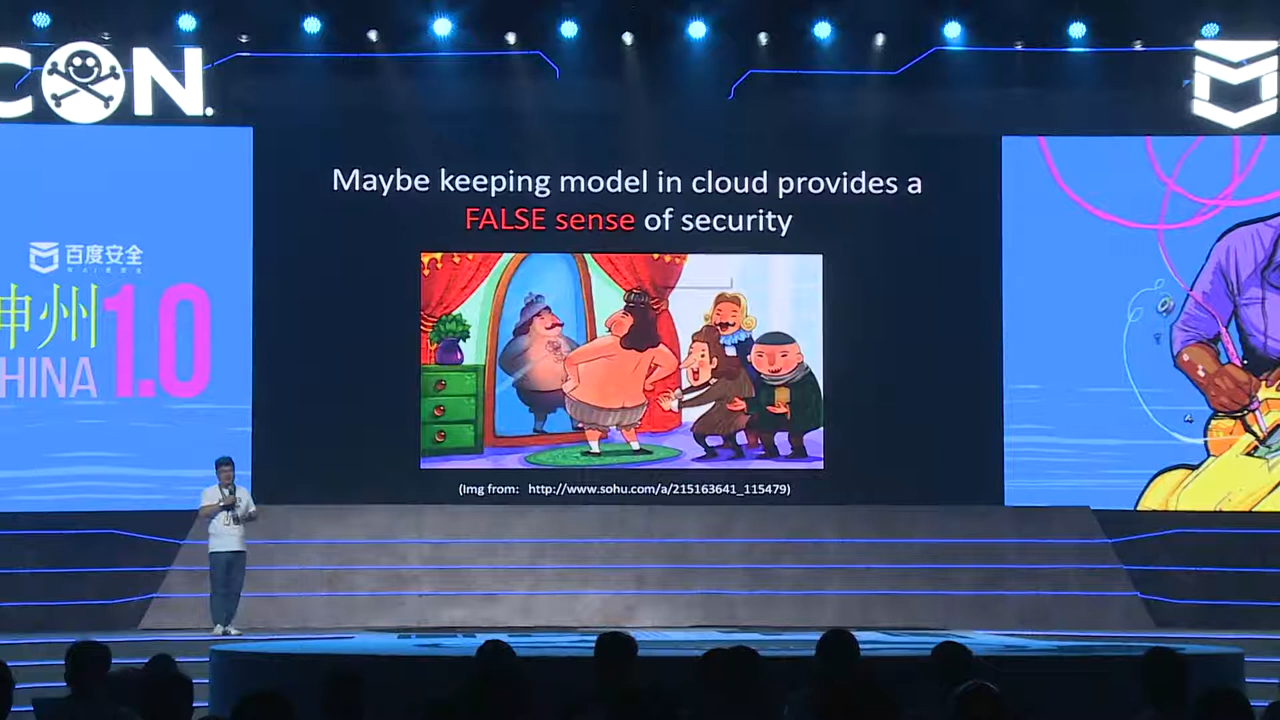 CON.
Maybe keeping model in cloud provides a
FALSE sense of security
百度安全
神州1.0
HINA
(Img from: http://www.sohu.com/a/215163641_115479)